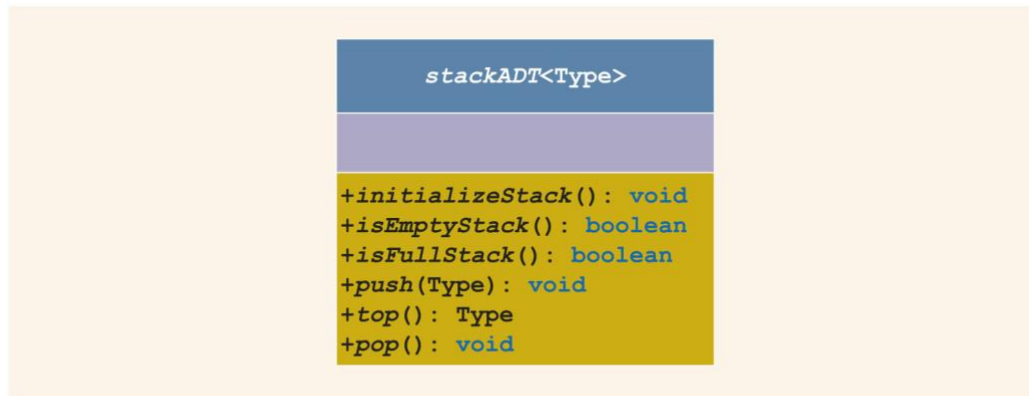 stackADT<Type>
+initializeStack(): void
+isEmptyStack(): boolean
+isFullStack(): boolean
+push(Type): void
+top(): Type
+pop(): void